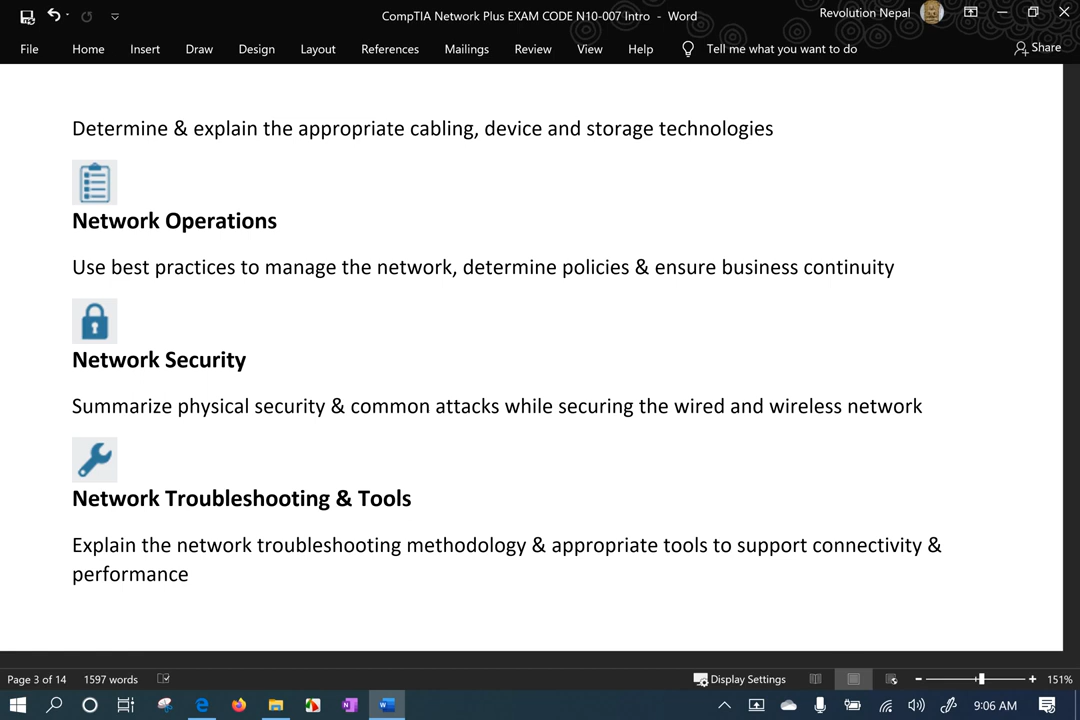 CompTIA Network Plus EXAM CODE N10-007 Intro - Word
Revolution Nepal
File Home Insert Draw Design Layout References Mailings Review View Help Tell me what you want to do Share
Determine & explain the appropriate cabling, device and storage technologies
Network Operations
Use best practices to manage the network, determine policies & ensure business continuity
Network Security
Summarize physical security & common attacks while securing the wired and wireless network
Network Troubleshooting & Tools
Explain the network troubleshooting methodology & appropriate tools to support connectivity &
performance
Page 3 of 14 1597 words Display Settings 151%
9:06 AM